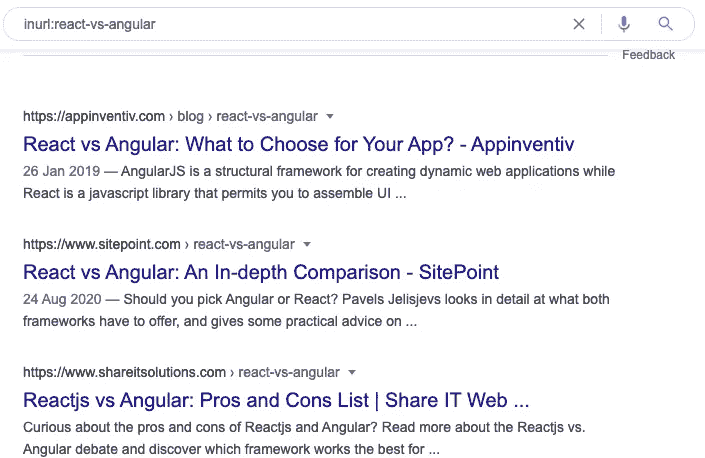 inurl:react-vs-angular
Feedback
https://appinventiv.com › blog › react-vs-angular
React vs Angular: What to Choose for Your App? - Appinventiv
26 Jan 2019 — AngularJS is a structural framework for creating dynamic web applications while
React is a javascript library that permits you to assemble UI ...
https://www.sitepoint.com › react-vs-angular
React vs Angular: An In-depth Comparison - SitePoint
24 Aug 2020 — Should you pick Angular or React? Pavels Jelisejvs looks in detail at what both
frameworks have to offer, and gives some practical advice on ...
https://www.shareitsolutions.com › react-vs-angular
Reactjs vs Angular: Pros and Cons List | Share IT Web ...
Curious about the pros and cons of Reactjs and Angular? Read more about the Reactjs vs.
Angular debate and discover which framework works the best for ...